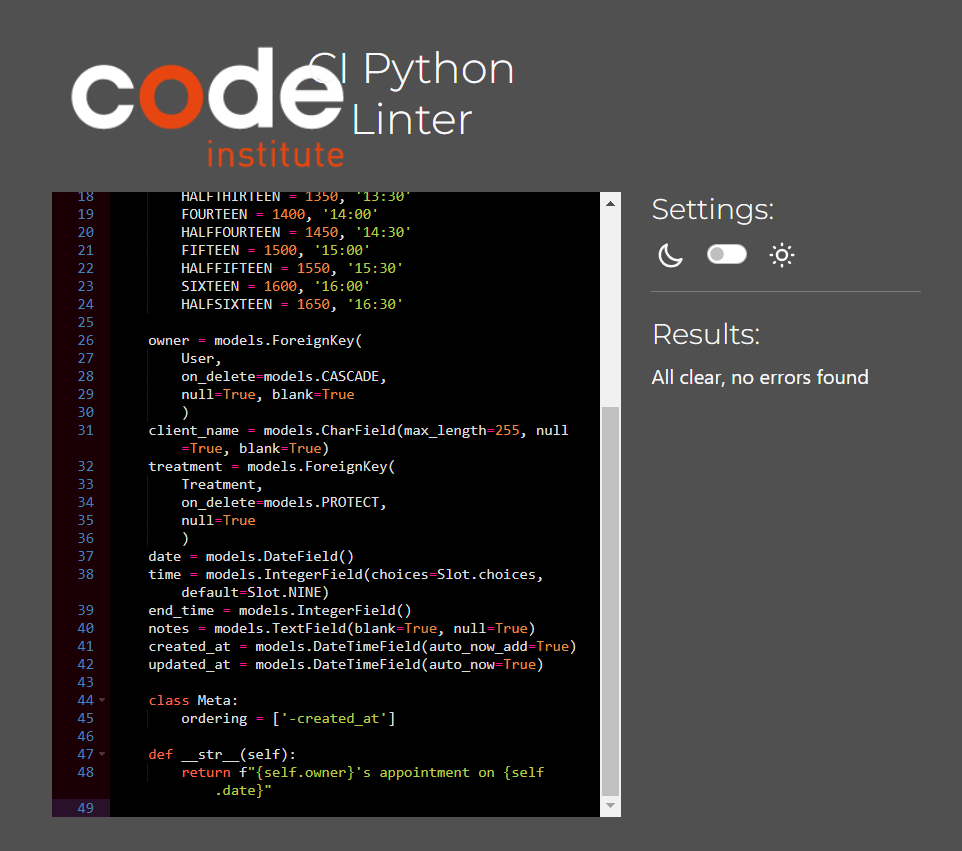 code
institute
CI Python
Linter
18 HALFTHIRTEEN = 1350, '13:30'
19 FOURTEEN = 1400, '14:00'
20 HALFFOURTEEN = 1450, '14:30'
21 FIFTEEN = 1500, '15:00'
22 HALFFIFTEEN = 1550, '15:30'
23 SIXTEEN = 1600, '16:00'
24 HALFSIXTEEN = 1650, '16:30'
25
26 owner = models.ForeignKey(
27 User,
28 on_delete=models.CASCADE,
29 null=True, blank=True
30 )
31 client_name = models.CharField(max_length=255, null
=True, blank=True)
32 treatment = models.ForeignKey(
33 Treatment,
34 on_delete=models.PROTECT,
35 null=True
36 )
37 date = models.DateField()
38 time = models.IntegerField(choices=Slot.choices,
default=Slot.NINE)
39 end_time = models.IntegerField()
40 notes = models.TextField(blank=True, null=True)
41 created_at = models.DateTimeField(auto_now_add=True)
42 updated_at = models.DateTimeField(auto_now=True)
43
44 class Meta:
45 ordering = ['-created_at']
46
47 def __str__(self):
48 return f"{self.owner}'s appointment on {self
.date}"
49
Settings:
Results:
All clear, no errors found